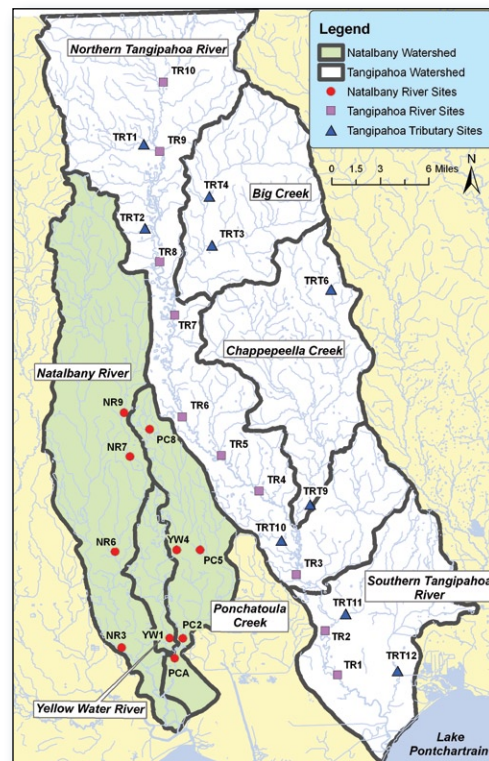 Legend
Natalbany Watershed
Tangipahoa Watershed
Natalbany River Sites
Tangipahoa River Sites
Tangipahoa Tributary Sites
0 1.5 3 6 Miles
N
Northern Tangipahoa River
TR10
TRT1
TR9
TRT4
Big Creek
TRT2
TRT3
TR8
TRT6
TR7
Chappepeella Creek
Natalbany River
NR9
TR6
PC8
NR7
TR5
TR4
TRT9
TRT10
NR6
YW4
PC5
TR3
Southern Tangipahoa
River
Ponchatoula
Creek
TRT11
TR2
NR3
YW1
PC2
PCA
TRT12
TR1
Yellow Water River
Lake
Pontchartrain